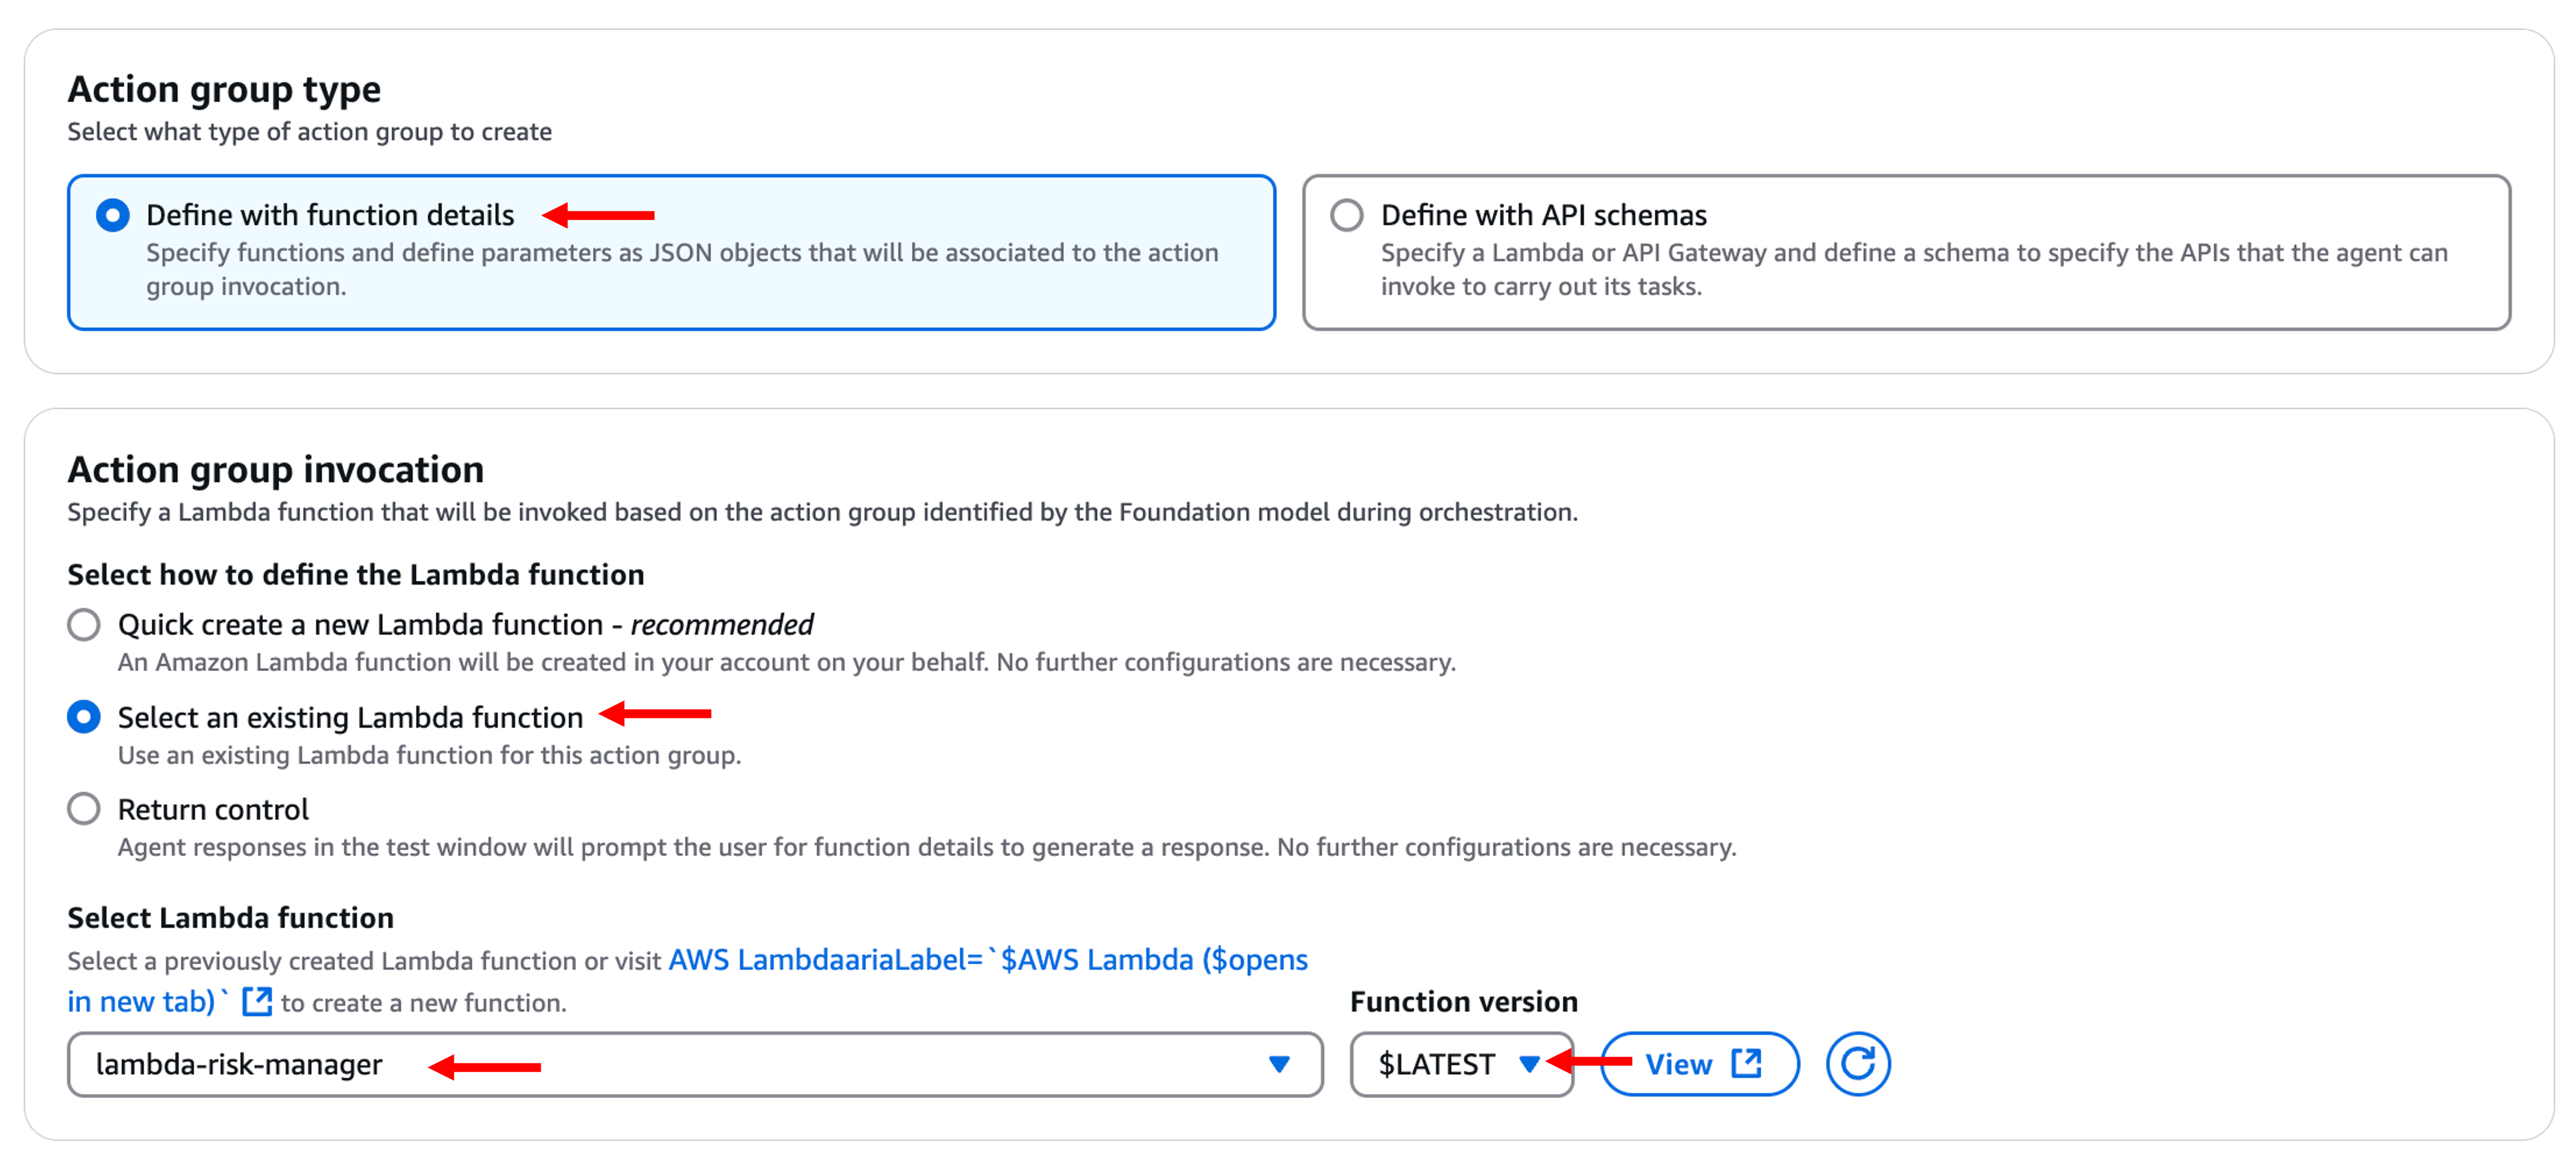 Action group type
Select what type of action group to create
Define with function details
Specify functions and define parameters as JSON objects that will be associated to the action
group invocation.
Define with API schemas
Specify a Lambda or API Gateway and define a schema to specify the APIs that the agent can
invoke to carry out its tasks.
Action group invocation
Specify a Lambda function that will be invoked based on the action group identified by the Foundation model during orchestration.
Select how to define the Lambda function
Quick create a new Lambda function - recommended
An Amazon Lambda function will be created in your account on your behalf. No further configurations are necessary.
Select an existing Lambda function
Use an existing Lambda function for this action group.
Return control
Agent responses in the test window will prompt the user for function details to generate a response. No further configurations are necessary.
Select Lambda function
Select a previously created Lambda function or visit AWS LambdaariaLabel=`$AWS Lambda ($opens
in new tab)` to create a new function.
Function version
lambda-risk-manager
$LATEST
View